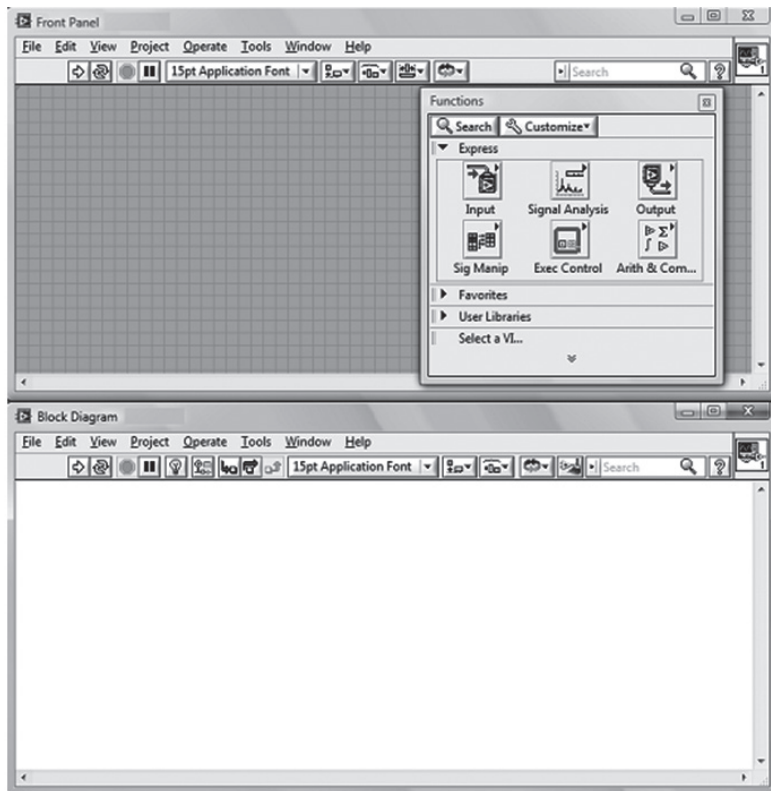 Front Panel
File Edit View Project Operate Tools Window Help
15pt Application Font Search ?
1
Functions
Search Customize
Express
Input Signal Analysis Output
Sig Manip Exec Control Arith & Com...
Favorites
User Libraries
Select a VI...
Block Diagram
File Edit View Project Operate Tools Window Help
15pt Application Font Search ?
1